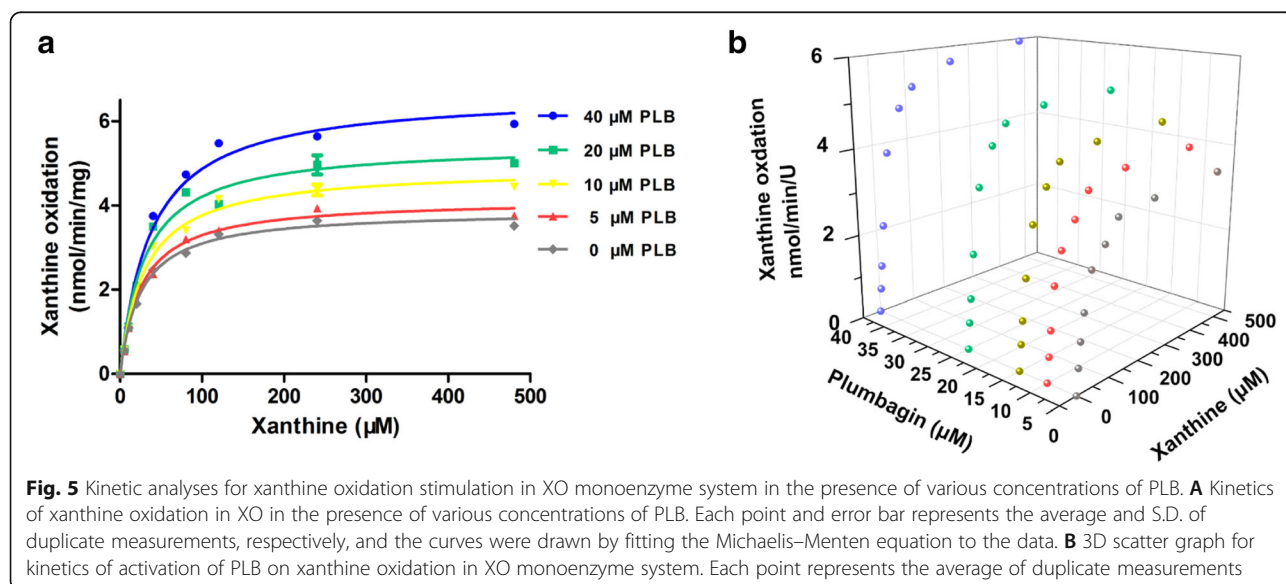 a
Xanthine oxidation
(nmol/min/mg)
6
4
2
0
0
100
200
300
400
500
Xanthine (µM)
40 µM PLB
20 µM PLB
10 µM PLB
5 µM PLB
0 µM PLB
b
Xanthine oxdation
nmol/min/U
6
4
2
0
40
35
30
25
20
15
10
5
0
Plumbagin (µM)
0
100
200
300
400
500
Xanthine (µM)
Fig. 5 Kinetic analyses for xanthine oxidation stimulation in XO monoenzyme system in the presence of various concentrations of PLB. A Kinetics
of xanthine oxidation in XO in the presence of various concentrations of PLB. Each point and error bar represents the average and S.D. of
duplicate measurements, respectively, and the curves were drawn by fitting the Michaelis–Menten equation to the data. B 3D scatter graph for
kinetics of activation of PLB on xanthine oxidation in XO monoenzyme system. Each point represents the average of duplicate measurements